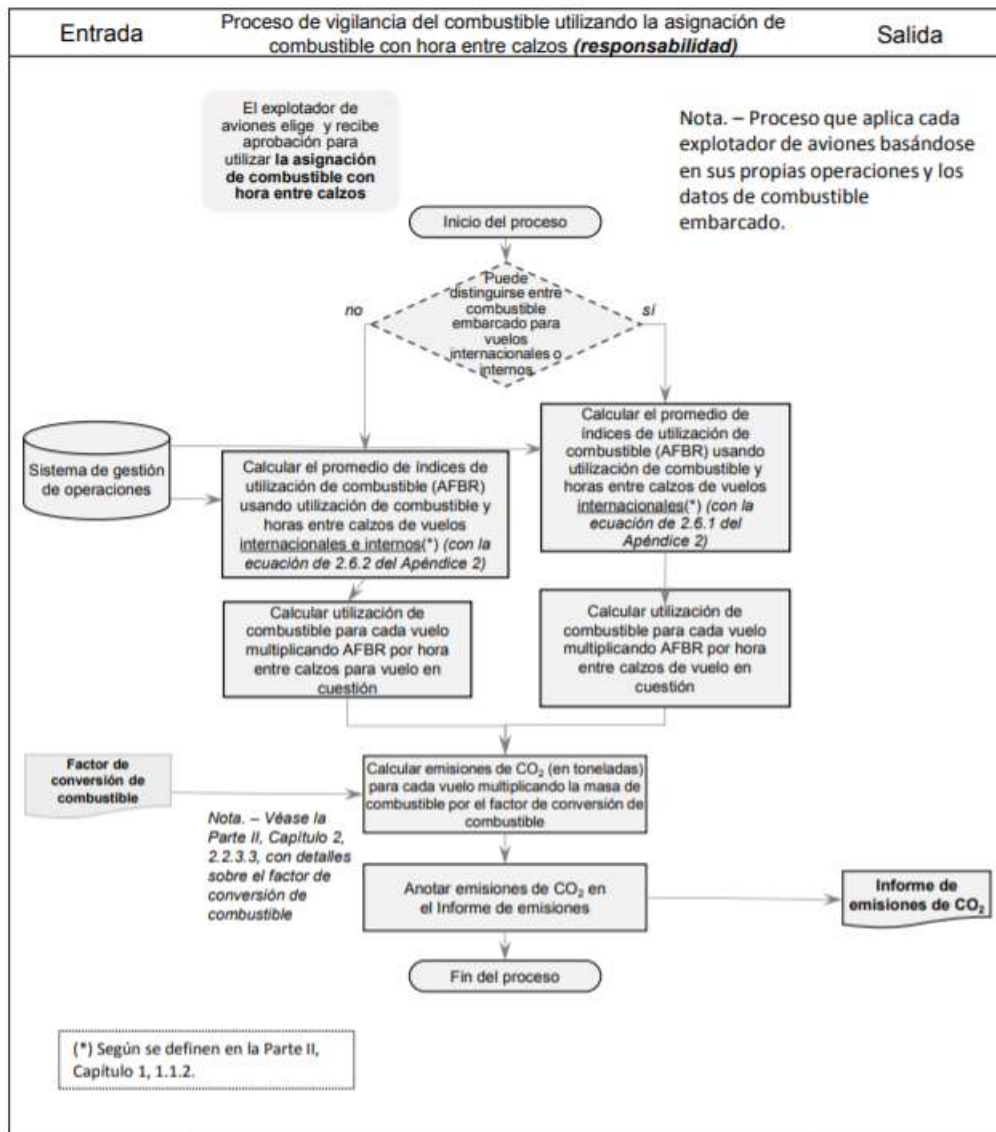 Entrada
Proceso de vigilancia del combustible utilizando la asignación de
combustible con hora entre calzos (responsabilidad)
Salida
El explotador de
aviones elige y recibe
aprobación para
utilizar la asignación
de combustible con
hora entre calzos
Nota. – Proceso que aplica cada
explotador de aviones basándose
en sus propias operaciones y los
datos de combustible
embarcado.
Inicio del proceso
Puede
distinguirse entre
combustible
embarcado para
vuelos
internacionales o
internos
no
sí
Sistema de gestión
de operaciones
Calcular el promedio de índices de
utilización de combustible (AFBR)
usando utilización de combustible y
horas entre calzos de vuelos
internacionales e internos(*) (con la
ecuación de 2.6.2 del Apéndice 2)
Calcular el promedio de
índices de utilización de
combustible (AFBR) usando
utilización de combustible y
horas entre calzos de vuelos
internacionales(*) (con la
ecuación de 2.6.1 del
Apéndice 2)
Calcular utilización de
combustible para cada vuelo
multiplicando AFBR por hora
entre calzos para vuelo en
cuestión
Calcular utilización de
combustible para cada vuelo
multiplicando AFBR por hora
entre calzos de vuelo en
cuestión
Factor de
conversión de
combustible
Calcular emisiones de CO₂ (en toneladas)
para cada vuelo multiplicando la masa de
combustible por el factor de conversión de
combustible
Nota. – Véase la
Parte II, Capítulo 2,
2.2.3.3, con detalles
sobre el factor de
conversión de
combustible
Anotar emisiones de CO₂ en
el Informe de emisiones
Informe de
emisiones de CO₂
Fin del proceso
(*) Según se definen en la Parte II,
Capítulo 1, 1.1.2.